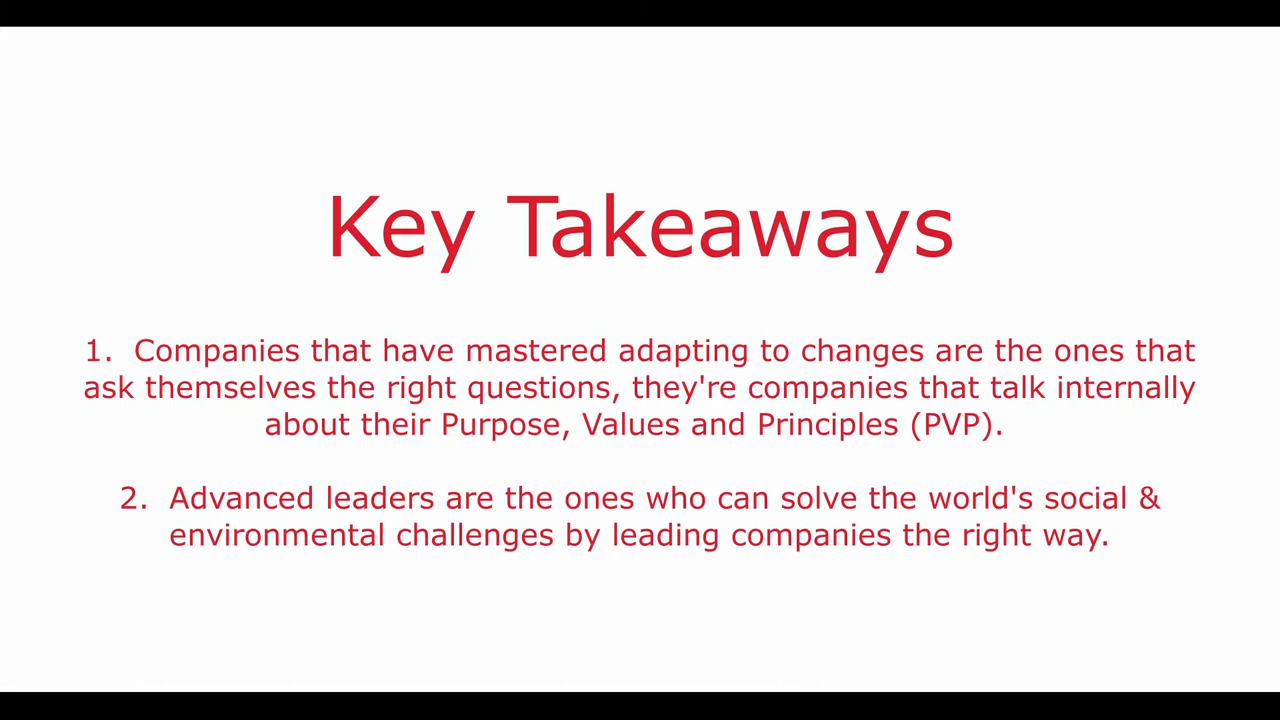 Key Takeaways
1. Companies that have mastered adapting to changes are the ones that
ask themselves the right questions, they're companies that talk internally
about their Purpose, Values and Principles (PVP).
2. Advanced leaders are the ones who can solve the world's social &
environmental challenges by leading companies the right way.